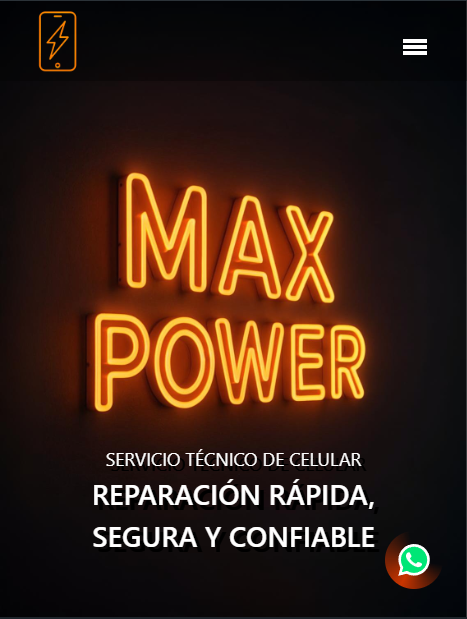 MAX
POWER
SERVICIO TÉCNICO DE CELULAR
REPARACIÓN RÁPIDA,
SEGURA Y CONFIABLE